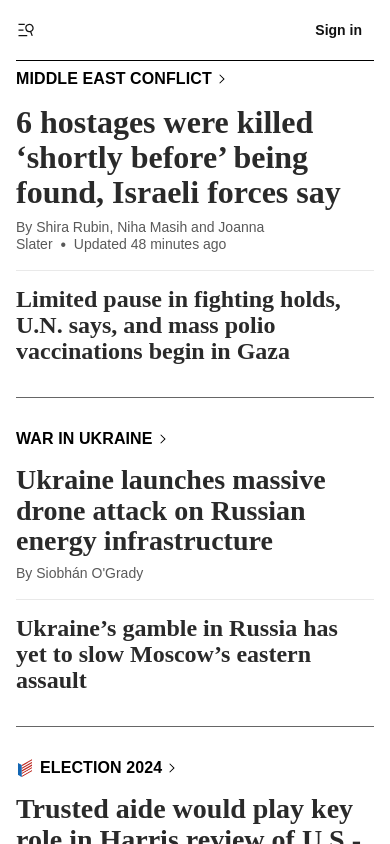 Sign in
MIDDLE EAST CONFLICT
6 hostages were killed
‘shortly before’ being
found, Israeli forces say
By Shira Rubin, Niha Masih and Joanna
Slater • Updated 48 minutes ago
Limited pause in fighting holds,
U.N. says, and mass polio
vaccinations begin in Gaza
WAR IN UKRAINE
Ukraine launches massive
drone attack on Russian
energy infrastructure
By Siobhán O'Grady
Ukraine’s gamble in Russia has
yet to slow Moscow’s eastern
assault
ELECTION 2024
Trusted aide would play key
role in Harris review of U.S.-